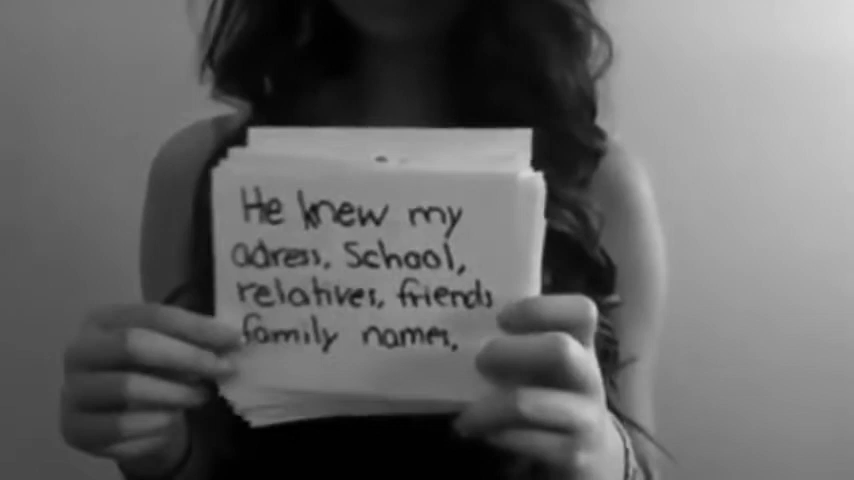 He knew my
adress, School,
relatives, friends
family names.